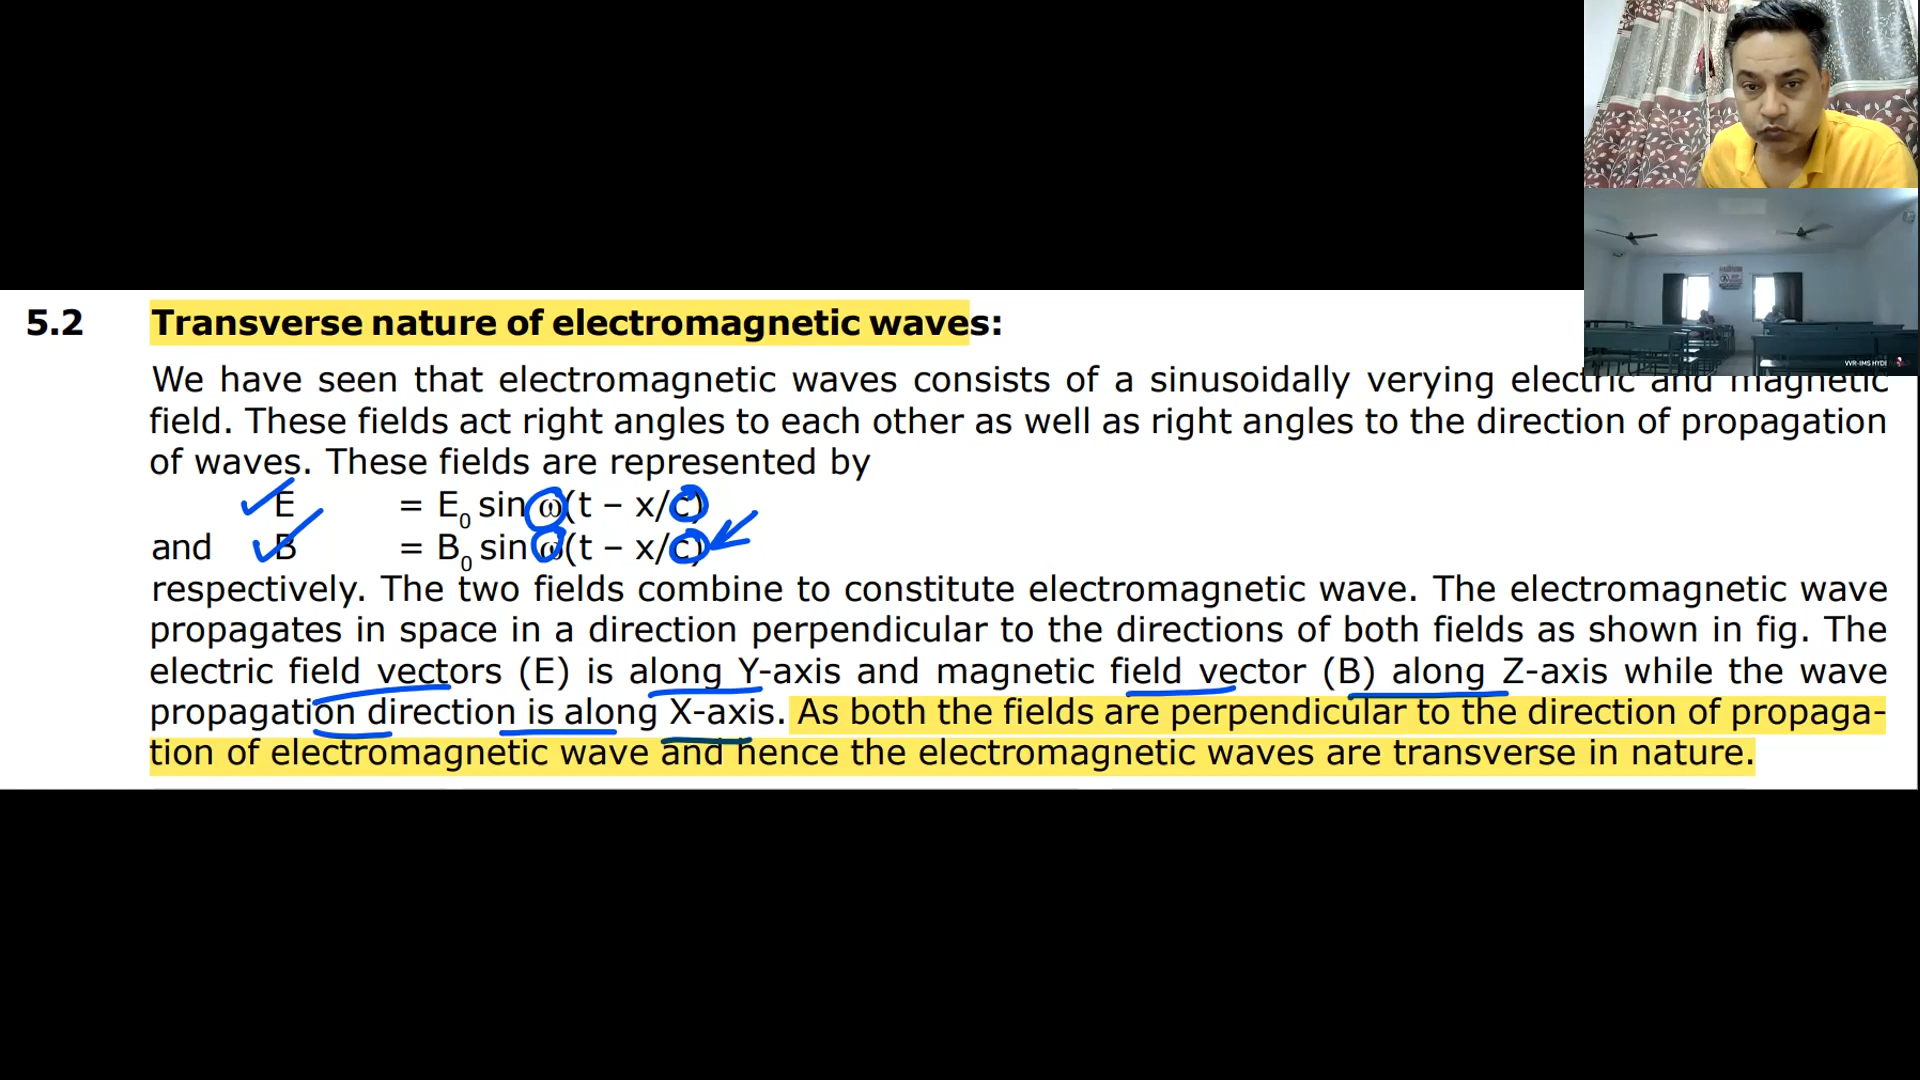 5.2 Transverse nature of electromagnetic waves:
We have seen that electromagnetic waves consists of a sinusoidally verying electric and magnetic
field. These fields act right angles to each other as well as right angles to the direction of propagation
of waves. These fields are represented by
E = E₀ sin ω(t − x/c)
and B = B₀ sin ω(t − x/c)
respectively. The two fields combine to constitute electromagnetic wave. The electromagnetic wave
propagates in space in a direction perpendicular to the directions of both fields as shown in fig. The
electric field vectors (E) is along Y-axis and magnetic field vector (B) along Z-axis while the wave
propagation direction is along X-axis. As both the fields are perpendicular to the direction of propaga-
tion of electromagnetic wave and hence the electromagnetic waves are transverse in nature.